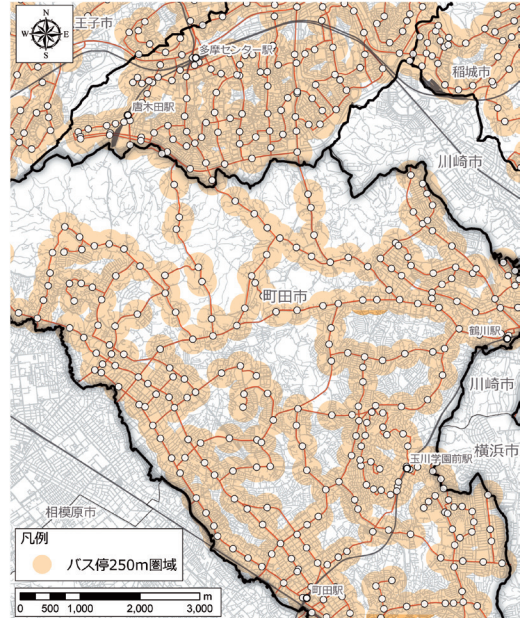 N
W E
S
王子市
多摩センター駅
稲城市
唐木田駅
川崎市
町田市
鶴川駅
川崎市
玉川学園前駅
横浜市
相模原市
凡例
バス停250m圏域
町田駅
m
0 500 1,000 2,000 3,000